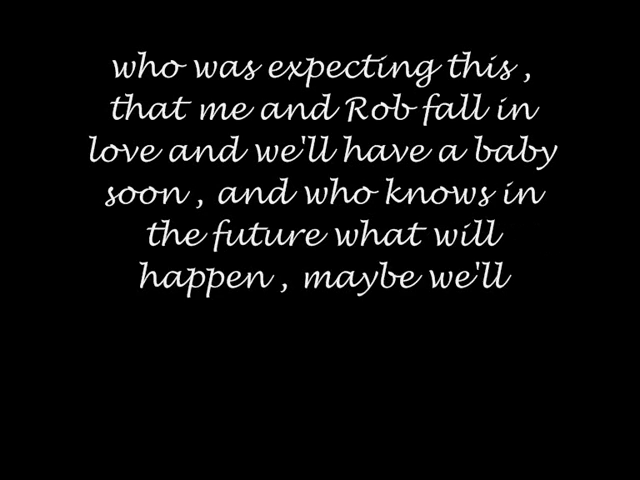 who was expecting this ,
that me and Rob fall in
love and we'll have a baby
soon , and who knows in
the future what will
happen , maybe we'll